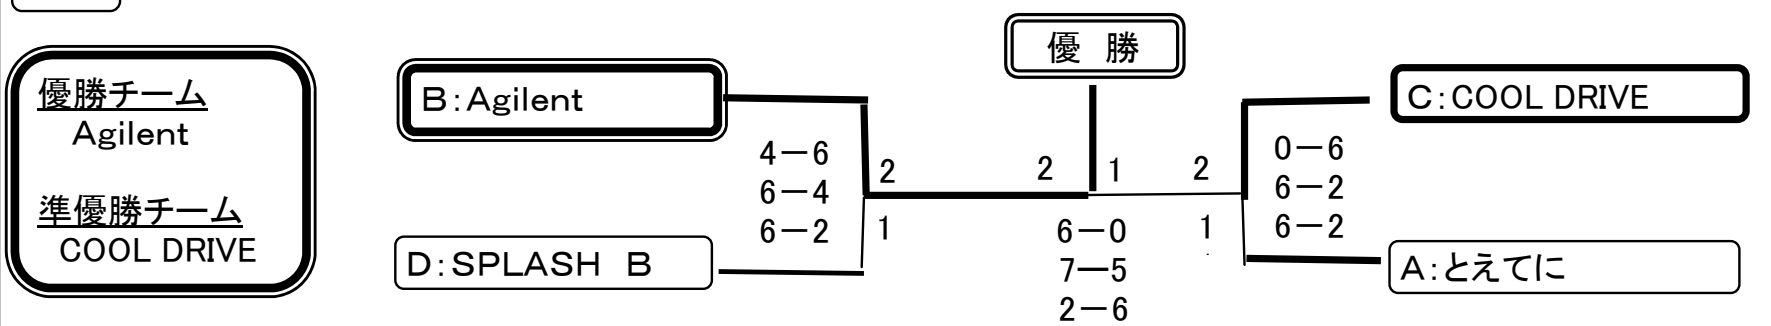 優勝チーム
Agilent
準優勝チーム
COOL DRIVE
優 勝
B：Agilent
D：SPLASH B
4－6
6－4
6－2
2
1
2
1
6－0
7－5
2－6
2
1
0－6
6－2
6－2
C：COOL DRIVE
A：とえてに